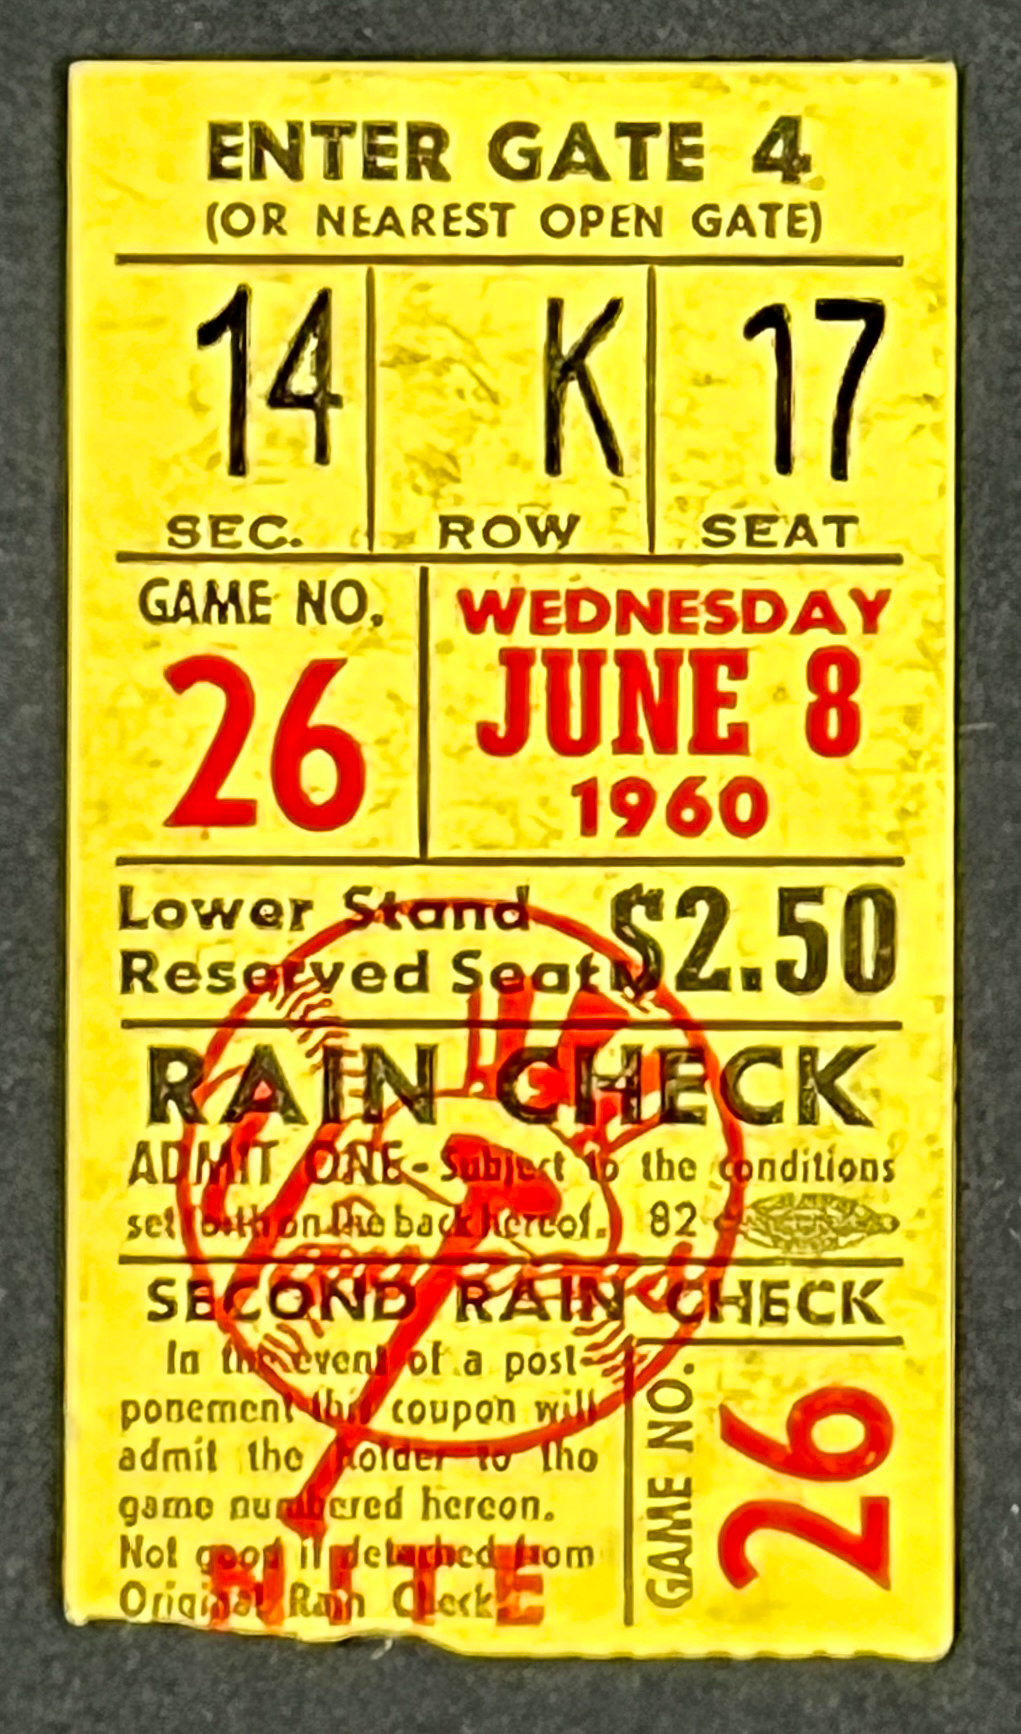 ENTER GATE 4
(OR NEAREST OPEN GATE)
14 K 17
SEC. ROW SEAT
GAME NO.
26
WEDNESDAY
JUNE 8
1960
Lower Stand
Reserved Seat
$2.50
RAIN CHECK
ADMIT ONE - Subject to the conditions
set forth on the back hereof. 82
SECOND RAIN CHECK
In the event of a post-
ponement this coupon will
admit the holder to the
game numbered hereon.
Not good if detached from
Original Rain Check.
NITE
GAME NO.
26